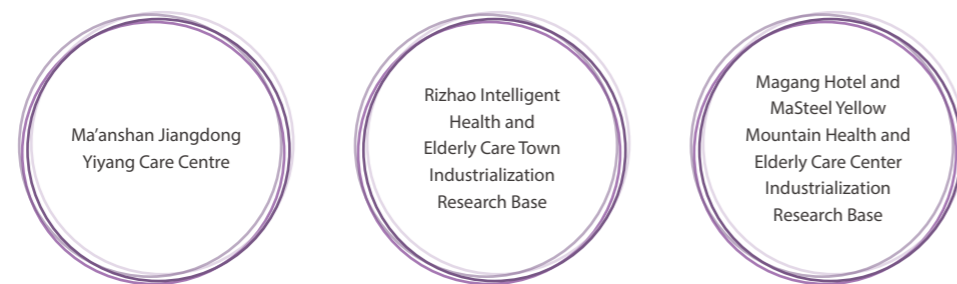 Ma’anshan Jiangdong
Yiyang Care Centre
Rizhao Intelligent
Health and
Elderly Care Town
Industrialization
Research Base
Magang Hotel and
MaSteel Yellow
Mountain Health and
Elderly Care Center
Industrialization
Research Base